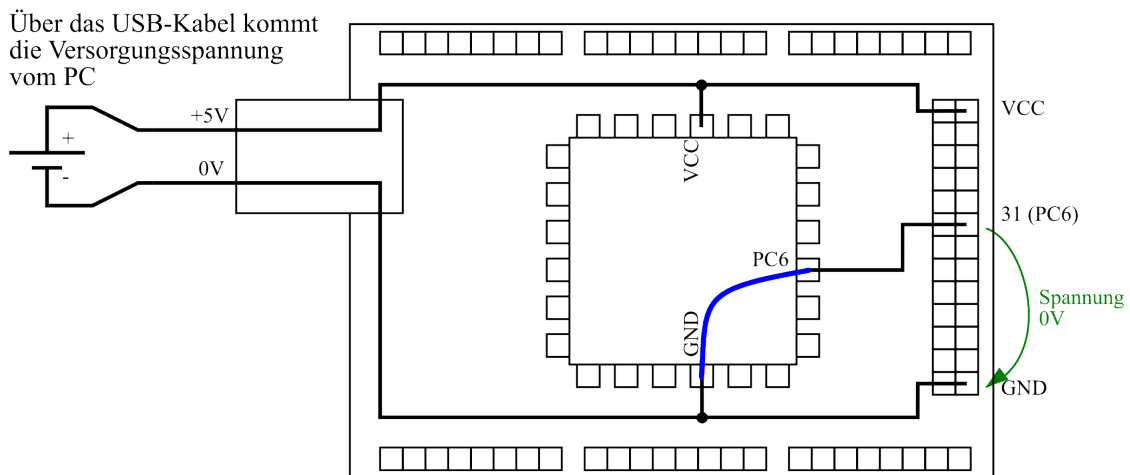 Über das USB-Kabel kommt
die Versorgungsspannung
vom PC
+5V
+
0V
-
VCC
VCC
31 (PC6)
PC6
Spannung
0V
GND
GND